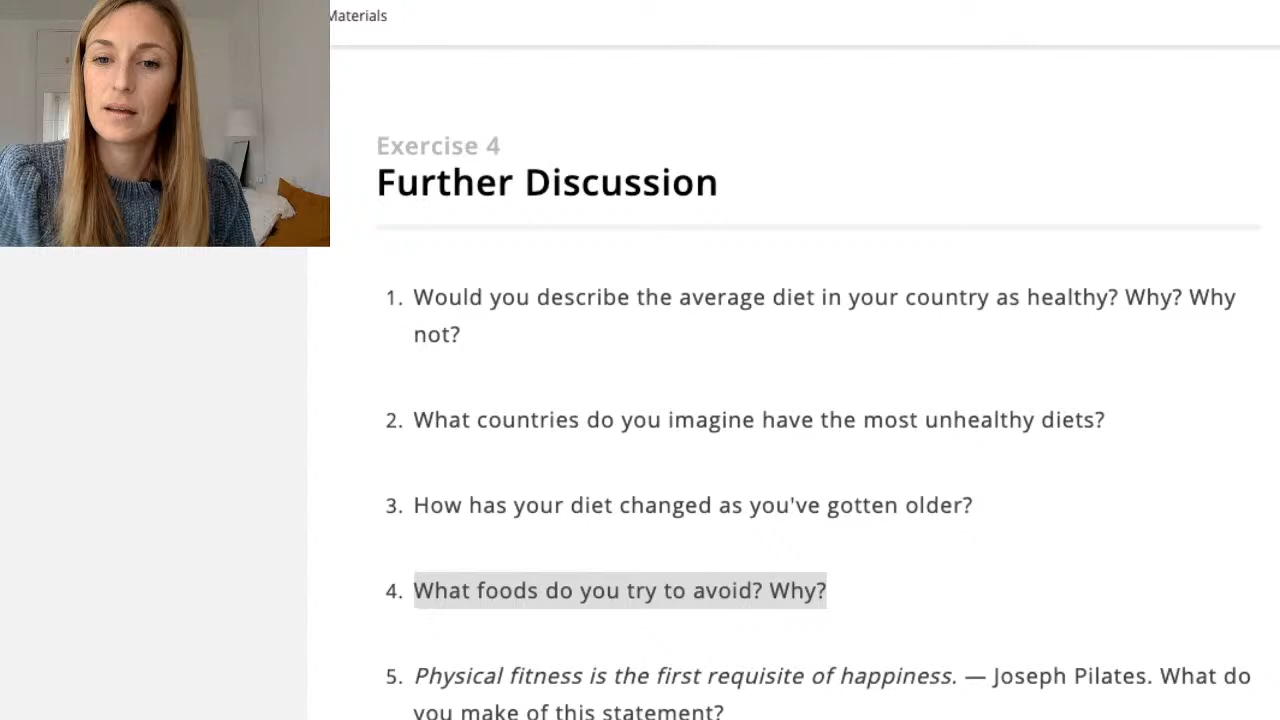 Materials
Exercise 4
Further Discussion
1. Would you describe the average diet in your country as healthy? Why? Why
not?
2. What countries do you imagine have the most unhealthy diets?
3. How has your diet changed as you've gotten older?
4. What foods do you try to avoid? Why?
5. Physical fitness is the first requisite of happiness. — Joseph Pilates. What do
you make of this statement?